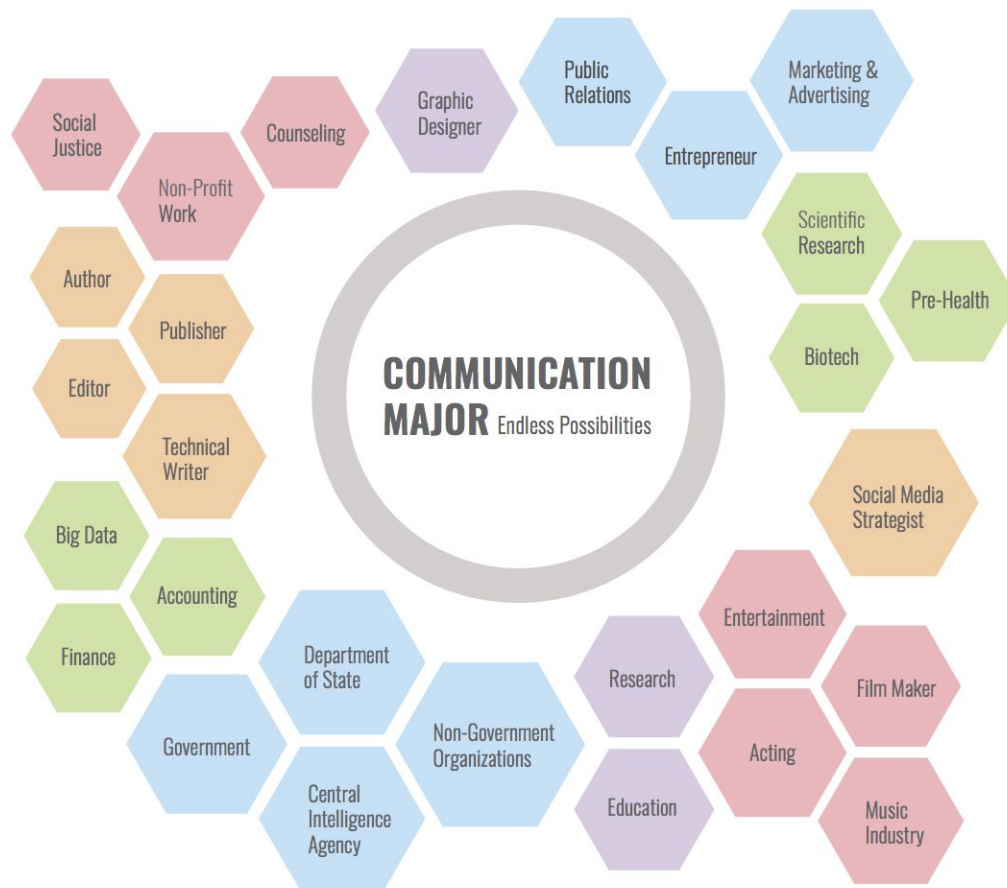 Social
Justice
Non-Profit
Work
Counseling
Graphic
Designer
Public
Relations
Entrepreneur
Marketing &
Advertising
Scientific
Research
Pre-Health
Biotech
Author
Publisher
Editor
Technical
Writer
COMMUNICATION
MAJOR Endless Possibilities
Social Media
Strategist
Big Data
Accounting
Finance
Department
of State
Government
Central
Intelligence
Agency
Non-Government
Organizations
Research
Education
Entertainment
Film Maker
Acting
Music
Industry